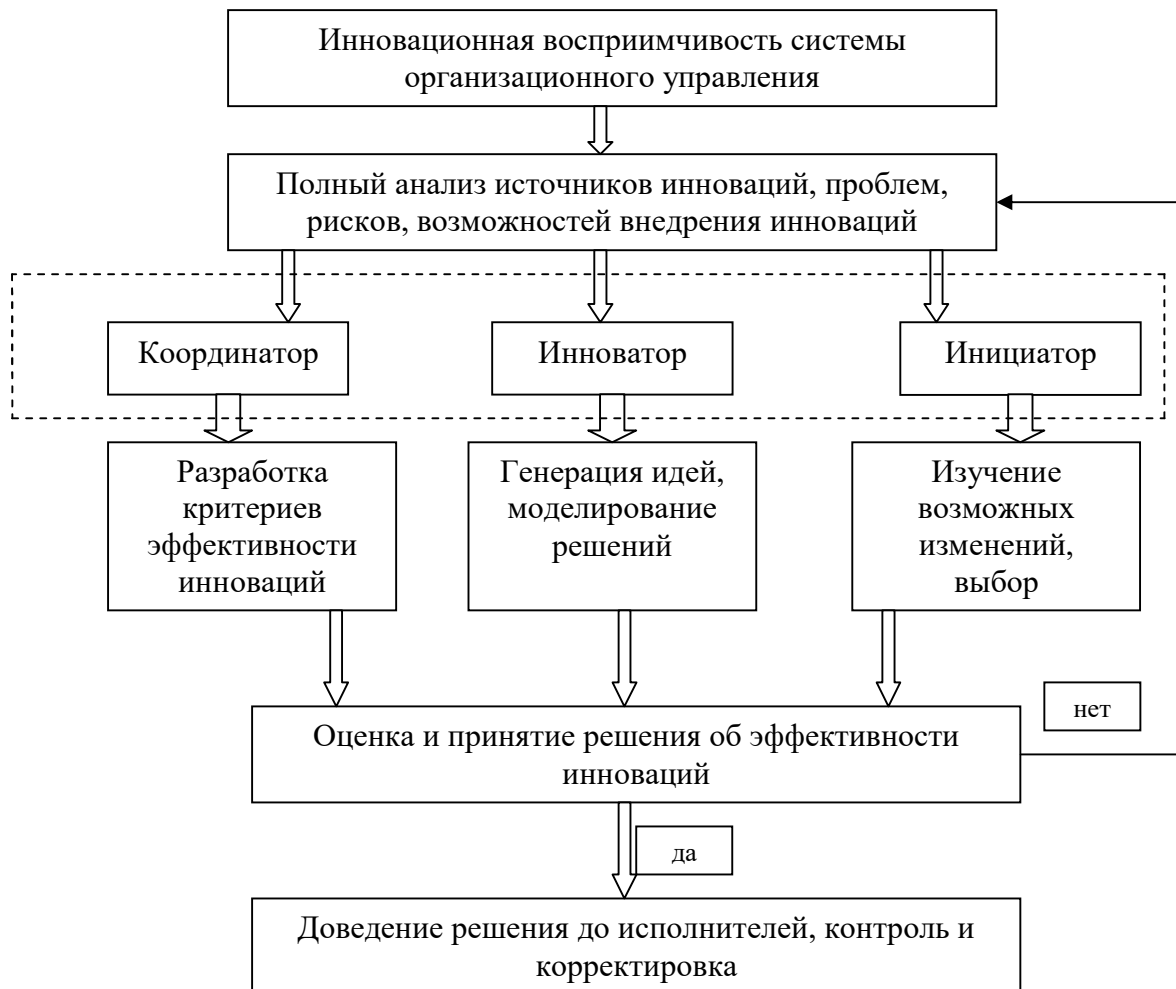 Инновационная восприимчивость системы
организационного управления
Полный анализ источников инноваций, проблем,
рисков, возможностей внедрения инноваций
Координатор
Инноватор
Инициатор
Разработка
критериев
эффективности
инноваций
Генерация идей,
моделирование
решений
Изучение
возможных
изменений,
выбор
нет
Оценка и принятие решения об эффективности
инноваций
да
Доведение решения до исполнителей, контроль и
корректировка